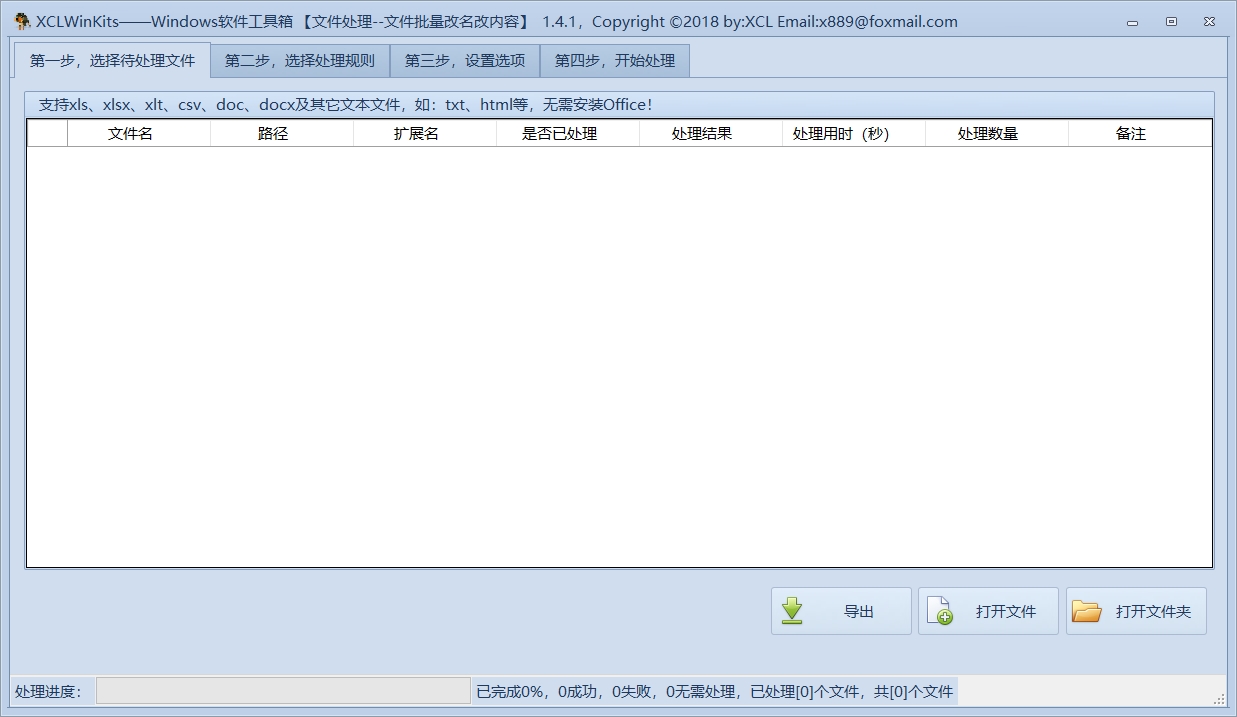 XCLWinKits——Windows软件工具箱 【文件处理--文件批量改名改内容】 1.4.1，Copyright ©2018 by:XCL Email:x889@foxmail.com
第一步，选择待处理文件 第二步，选择处理规则 第三步，设置选项 第四步，开始处理
支持xls、xlsx、xlt、csv、doc、docx及其它文本文件，如：txt、html等，无需安装Office！
文件名 路径 扩展名 是否已处理 处理结果 处理用时（秒） 处理数量 备注
导出 打开文件 打开文件夹
处理进度： 已完成0%，0成功，0失败，0无需处理，已处理[0]个文件，共[0]个文件